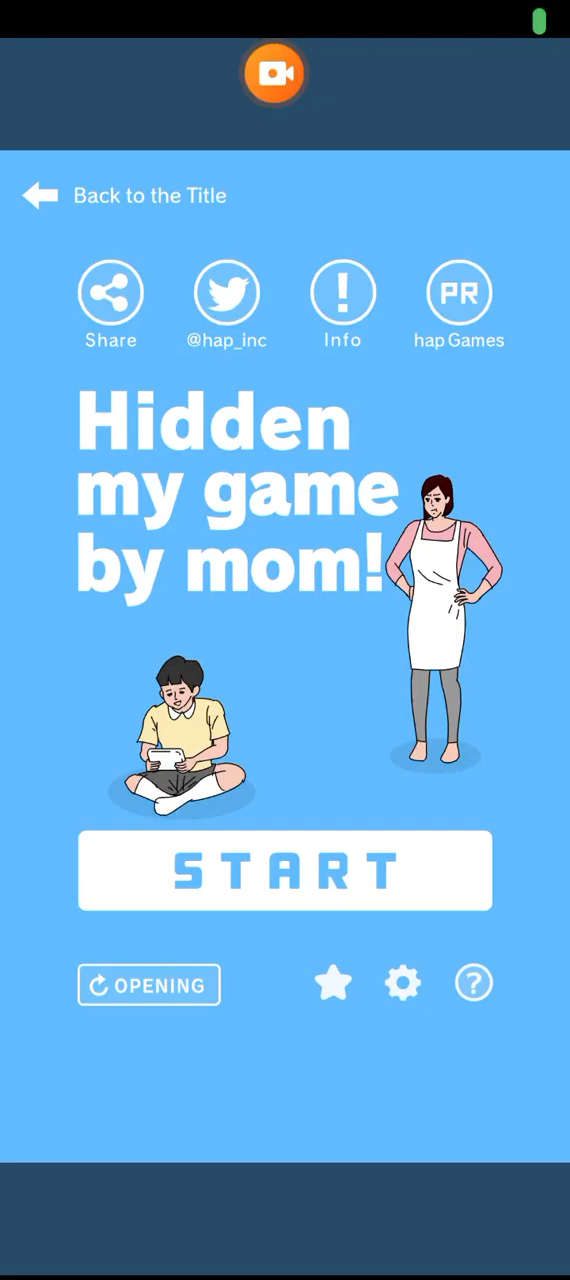 Back to the Title
PR
Share
@hap_inc
Info
hap Games
Hidden
my game
by mom!
START
OPENING